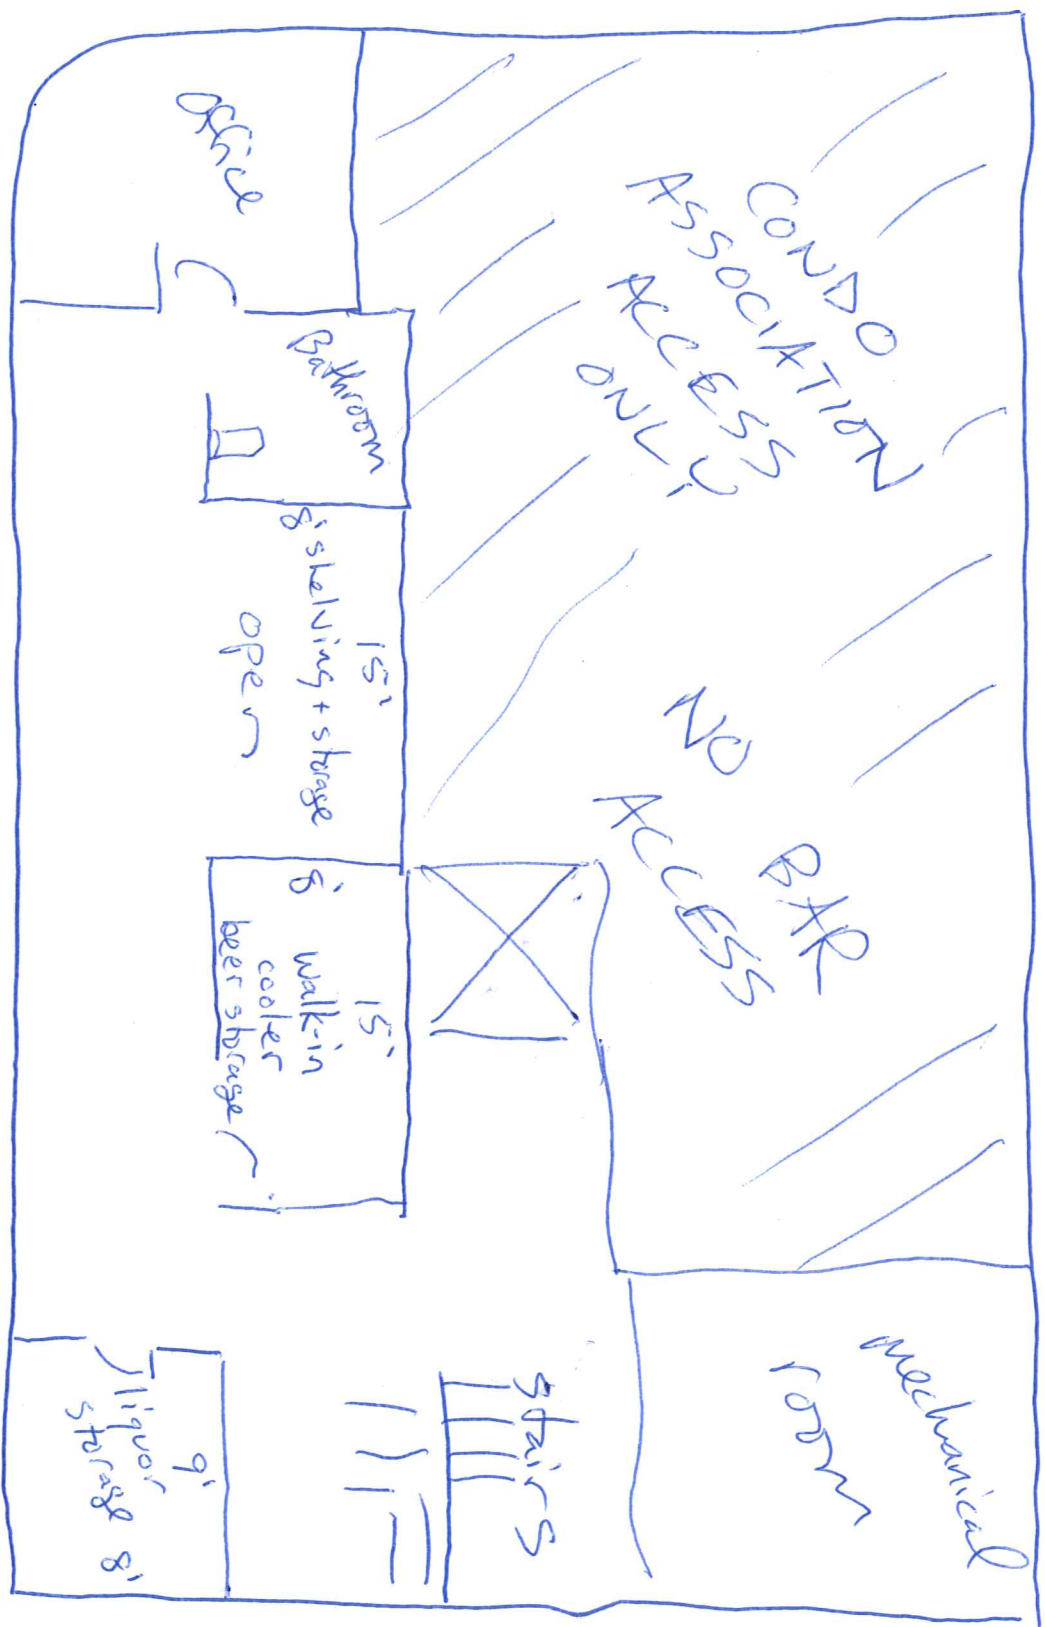 CONDO
ASSOCIATION
ACCESS
ONLY
NO BAR
ACCESS
mechanical
room
office
Bathroom
15'
8' shelving + storage
open
15'
8' walk-in
cooler
beer storage
stairs
9'
liquor
storage 8'